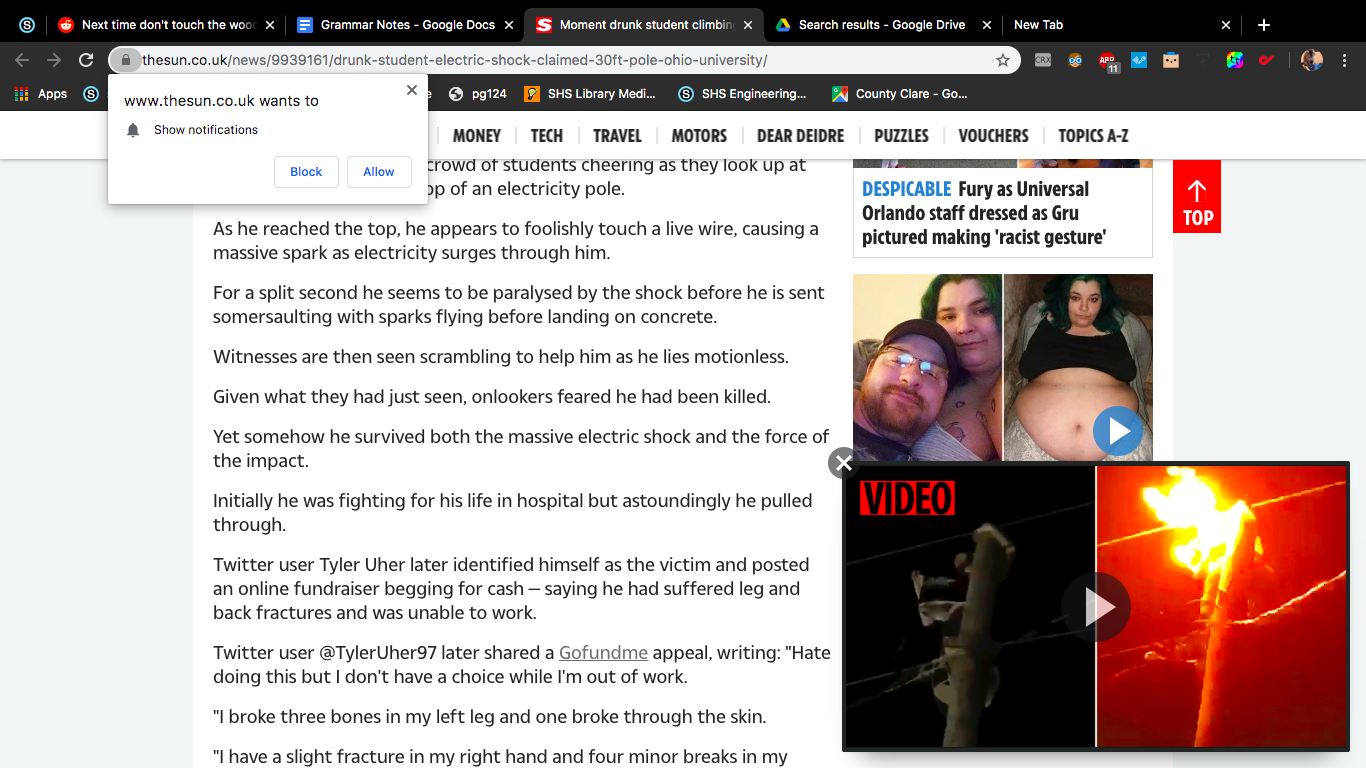 Next time don't touch the woo
Grammar Notes - Google Docs
Moment drunk student climbin
Search results - Google Drive
New Tab
thesun.co.uk/news/9939161/drunk-student-electric-shock-claimed-30ft-pole-ohio-university/
CRX
ABP
11
Apps
e
pg124
SHS Library Medi...
SHS Engineering...
County Clare - Go...
www.thesun.co.uk wants to
Show notifications
Block
Allow
MONEY
TECH
TRAVEL
MOTORS
DEAR DEIDRE
PUZZLES
VOUCHERS
TOPICS A-Z
crowd of students cheering as they look up at
op of an electricity pole.
As he reached the top, he appears to foolishly touch a live wire, causing a
massive spark as electricity surges through him.
For a split second he seems to be paralysed by the shock before he is sent
somersaulting with sparks flying before landing on concrete.
Witnesses are then seen scrambling to help him as he lies motionless.
Given what they had just seen, onlookers feared he had been killed.
Yet somehow he survived both the massive electric shock and the force of
the impact.
Initially he was fighting for his life in hospital but astoundingly he pulled
through.
Twitter user Tyler Uher later identified himself as the victim and posted
an online fundraiser begging for cash — saying he had suffered leg and
back fractures and was unable to work.
Twitter user @TylerUher97 later shared a Gofundme appeal, writing: "Hate
doing this but I don't have a choice while I'm out of work.
"I broke three bones in my left leg and one broke through the skin.
"I have a slight fracture in my right hand and four minor breaks in my
DESPICABLE Fury as Universal
Orlando staff dressed as Gru
pictured making 'racist gesture'
TOP
VIDEO